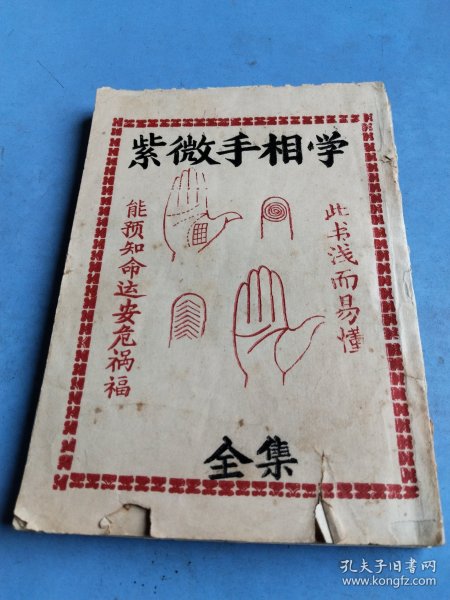 紫微手相学
此书浅而易懂
能预知命运安危祸福
全集
孔夫子旧书网
www.kongfz.com